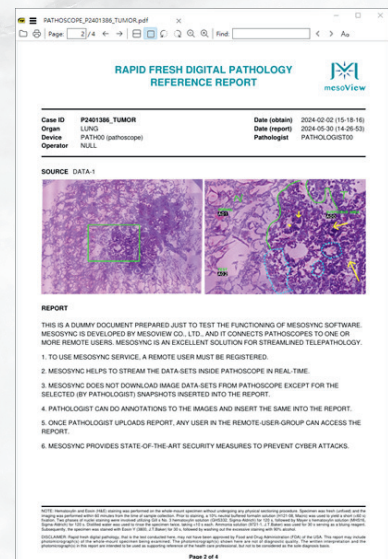 PATHOSCOPE_P2401386_TUMOR.pdf
Page: 2 / 4 Find:
RAPID FRESH DIGITAL PATHOLOGY
REFERENCE REPORT
mesoView
Case ID P2401386_TUMOR Date (obtain) 2024-02-02 (15-18-16)
Organ LUNG Date (report) 2024-05-30 (14-26-53)
Device PATH00 (pathoscope) Pathologist PATHOLOGIST00
Operator NULL
SOURCE DATA-1
REPORT
THIS IS A DUMMY DOCUMENT PREPARED JUST TO TEST THE FUNCTIONING OF MESOSYNC SOFTWARE.
MESOSYNC IS DEVELOPED BY MESOVIEW CO., LTD., AND IT CONNECTS PATHOSCOPES TO ONE OR
MORE REMOTE USERS. MESOSYNC IS AN EXCELLENT SOLUTION FOR STREAMLINED TELEPATHOLOGY.
1. TO USE MESOSYNC SERVICE, A REMOTE USER MUST BE REGISTERED.
2. MESOSYNC HELPS TO STREAM THE DATA-SETS INSIDE PATHOSCOPE IN REAL-TIME.
3. MESOSYNC DOES NOT DOWNLOAD IMAGE DATA-SETS FROM PATHOSCOPE EXCEPT FOR THE
SELECTED (BY PATHOLOGIST) SNAPSHOTS INSERTED INTO THE REPORT.
4. PATHOLOGIST CAN DO ANNOTATIONS TO THE IMAGES AND INSERT THE SAME INTO THE REPORT.
5. ONCE PATHOLOGIST UPLOADS REPORT, ANY USER IN THE REMOTE-USER-GROUP CAN ACCESS THE
REPORT.
6. MESOSYNC PROVIDES STATE-OF-THE-ART SECURITY MEASURES TO PREVENT CYBER ATTACKS.
Page 2 of 4